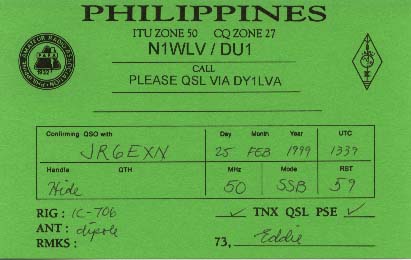 PHILIPPINES
ITU ZONE 50 CQ ZONE 27
N1WLV / DU1
CALL
PLEASE QSL VIA DY1LVA
Confirming QSO with Day Month Year UTC
JR6EXN 25 FEB 1999 1339
Handle QTH MHz Mode RST
Hide 50 SSB 59
RIG : IC-706 ✓ TNX QSL PSE ✓
ANT : dipole
RMKS : 73, Eddie